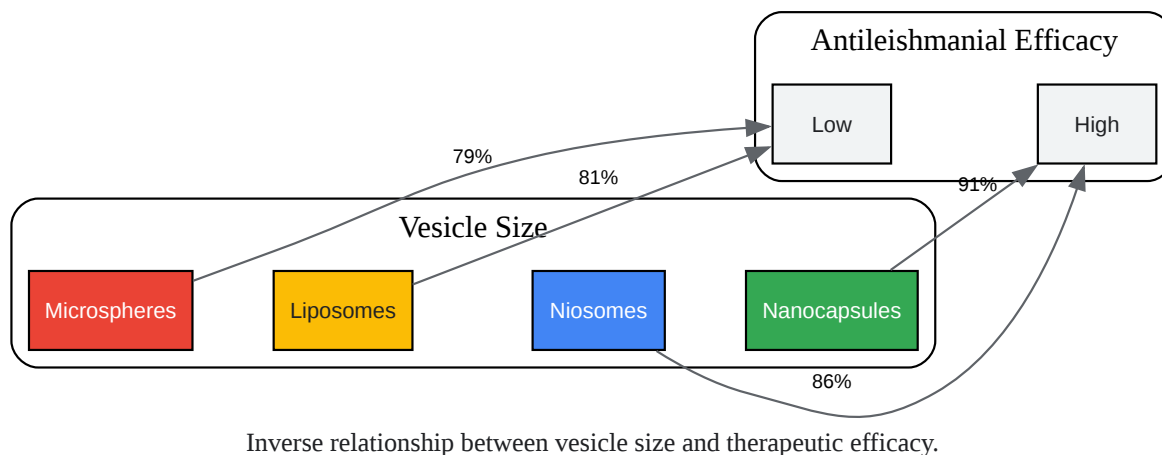 Antileishmanial Efficacy
Low
High
79%
81%
91%
Vesicle Size
Microspheres
Liposomes
Niosomes
Nanocapsules
86%
Inverse relationship between vesicle size and therapeutic efficacy.